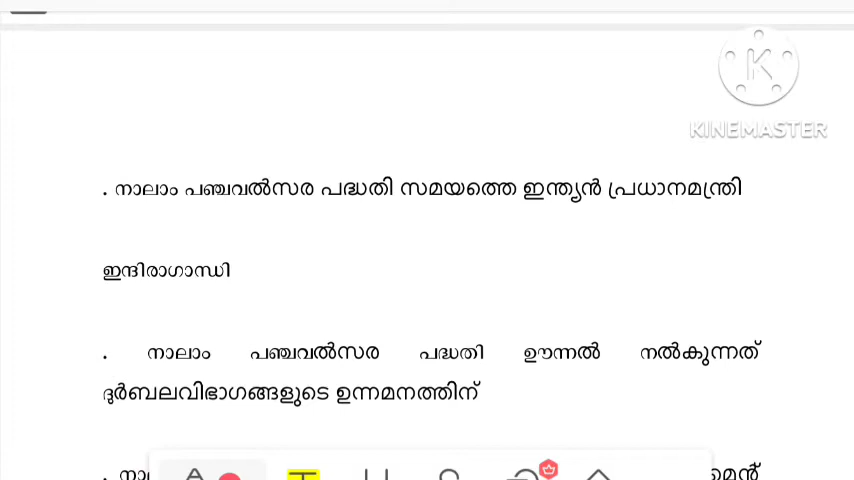 KINEMASTER
. നാലാം പഞ്ചവൽസര പദ്ധതി സമയത്തെ ഇന്ത്യൻ പ്രധാനമന്ത്രി
ഇന്ദിരാഗാന്ധി
. നാലാം പഞ്ചവൽസര പദ്ധതി ഊന്നൽ നൽകുന്നത്
ദുർബലവിഭാഗങ്ങളുടെ ഉന്നമനത്തിന്